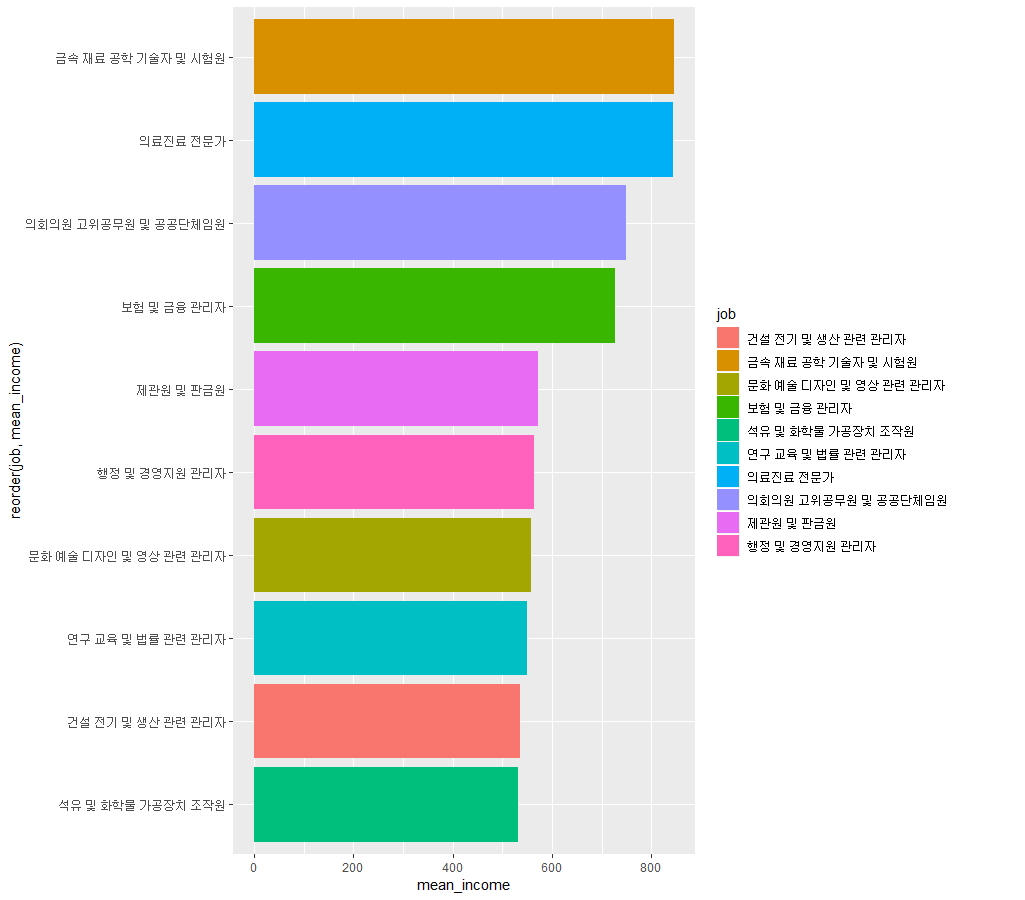 금속 재료 공학 기술자 및 시험원
의료진료 전문가
의회의원 고위공무원 및 공공단체임원
보험 및 금융 관리자
제관원 및 판금원
행정 및 경영지원 관리자
문화 예술 디자인 및 영상 관련 관리자
연구 교육 및 법률 관련 관리자
건설 전기 및 생산 관련 관리자
석유 및 화학물 가공장치 조작원
reorder(job, mean_income)
0 200 400 600 800
mean_income
job
건설 전기 및 생산 관련 관리자
금속 재료 공학 기술자 및 시험원
문화 예술 디자인 및 영상 관련 관리자
보험 및 금융 관리자
석유 및 화학물 가공장치 조작원
연구 교육 및 법률 관련 관리자
의료진료 전문가
의회의원 고위공무원 및 공공단체임원
제관원 및 판금원
행정 및 경영지원 관리자